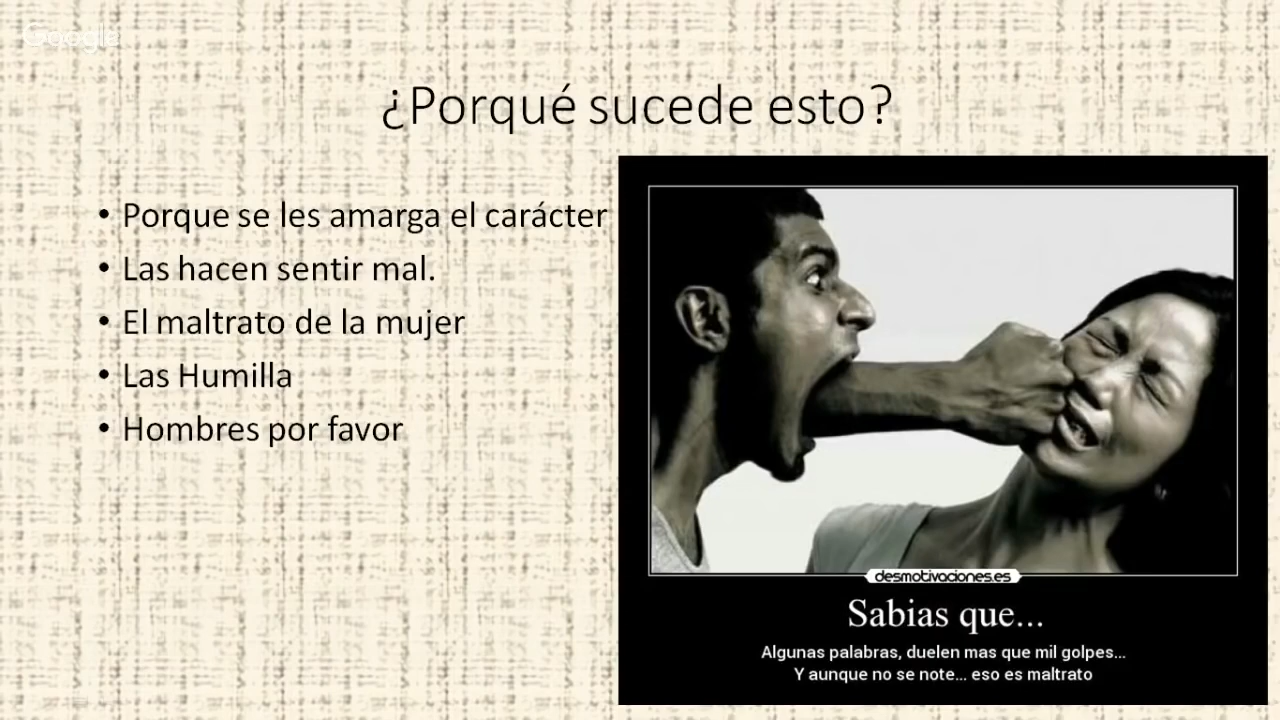 Google
¿Porqué sucede esto?
• Porque se les amarga el carácter
• Las hacen sentir mal.
• El maltrato de la mujer
• Las Humilla
• Hombres por favor
desmotivaciones.es
Sabias que...
Algunas palabras, duelen mas que mil golpes...
Y aunque no se note... eso es maltrato